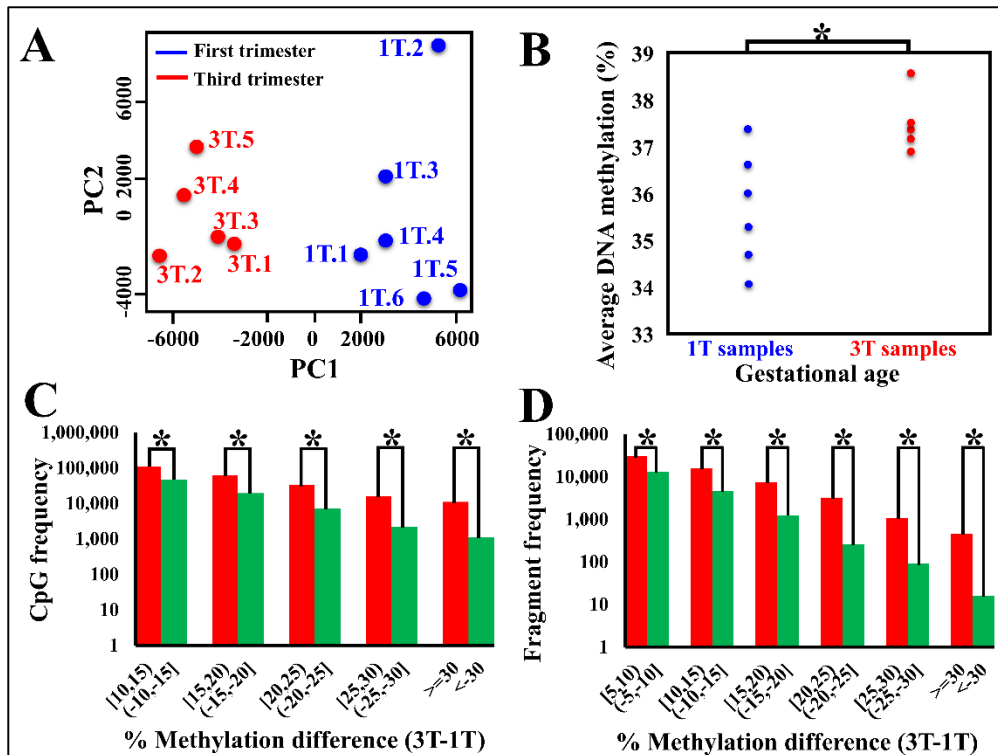 A
First trimester
Third trimester
1T.2
3T.5
1T.3
3T.4
3T.3
1T.4
3T.1
3T.2
1T.1
1T.5
1T.6
PC2
6000
2000
0
-4000
-6000
-2000
0
2000
6000
PC1
B
*
Average DNA methylation (%)
39
38
37
36
35
34
33
1T samples
3T samples
Gestational age
C
CpG frequency
1,000,000
100,000
10,000
1,000
100
10
1
* * * * *
[10,15)
(-10,-15]
[15,20)
(-15,-20]
[20,25)
(-20,-25]
[25,30)
(-25,-30]
>=30
<-30
% Methylation difference (3T-1T)
D
Fragment frequency
100,000
10,000
1,000
100
10
1
* * * * * *
[5,10)
(-5,-10]
[10,15)
(-10,-15]
[15,20)
(-15,-20]
[20,25)
(-20,-25]
[25,30)
(-25,-30]
>=30
<-30
% Methylation difference (3T-1T)